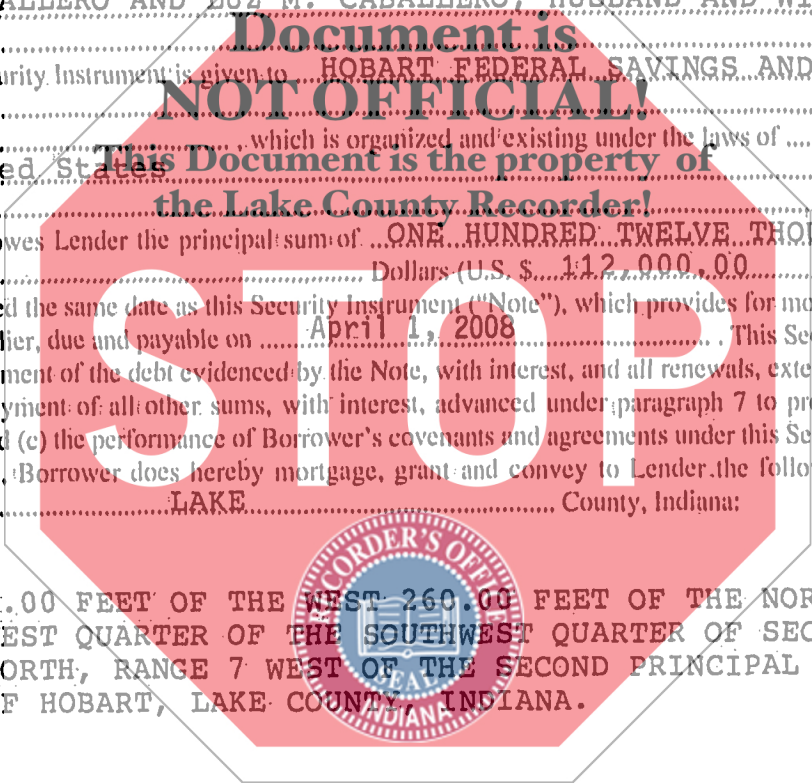 ALLERO AND LUZ M. CABALLERO, HUSBAND AND WI
Document is
urity Instrument is given to HOBART FEDERAL SAVINGS AND
NOT OFFICIAL!
which is organized and existing under the laws of
ed States
This Document is the property of
the Lake County Recorder!
wes Lender the principal sum of ONE HUNDRED TWELVE THOU
Dollars (U.S. $ 112,000.00
d the same date as this Security Instrument ("Note"), which provides for mo
ier, due and payable on April 1, 2008 This Sec
ment of the debt evidenced by the Note, with interest, and all renewals, exte
yment of all other sums, with interest, advanced under paragraph 7 to pr
d (c) the performance of Borrower's covenants and agreements under this Se
Borrower does hereby mortgage, grant and convey to Lender the follo
LAKE County, Indiana:
STOP
RECORDER'S OFFICE
.00 FEET OF THE WEST 260.00 FEET OF THE NOR
EST QUARTER OF THE SOUTHWEST QUARTER OF SEC
ORTH, RANGE 7 WEST OF THE SECOND PRINCIPAL
F HOBART, LAKE COUNTY, INDIANA.
SEAL
INDIANA